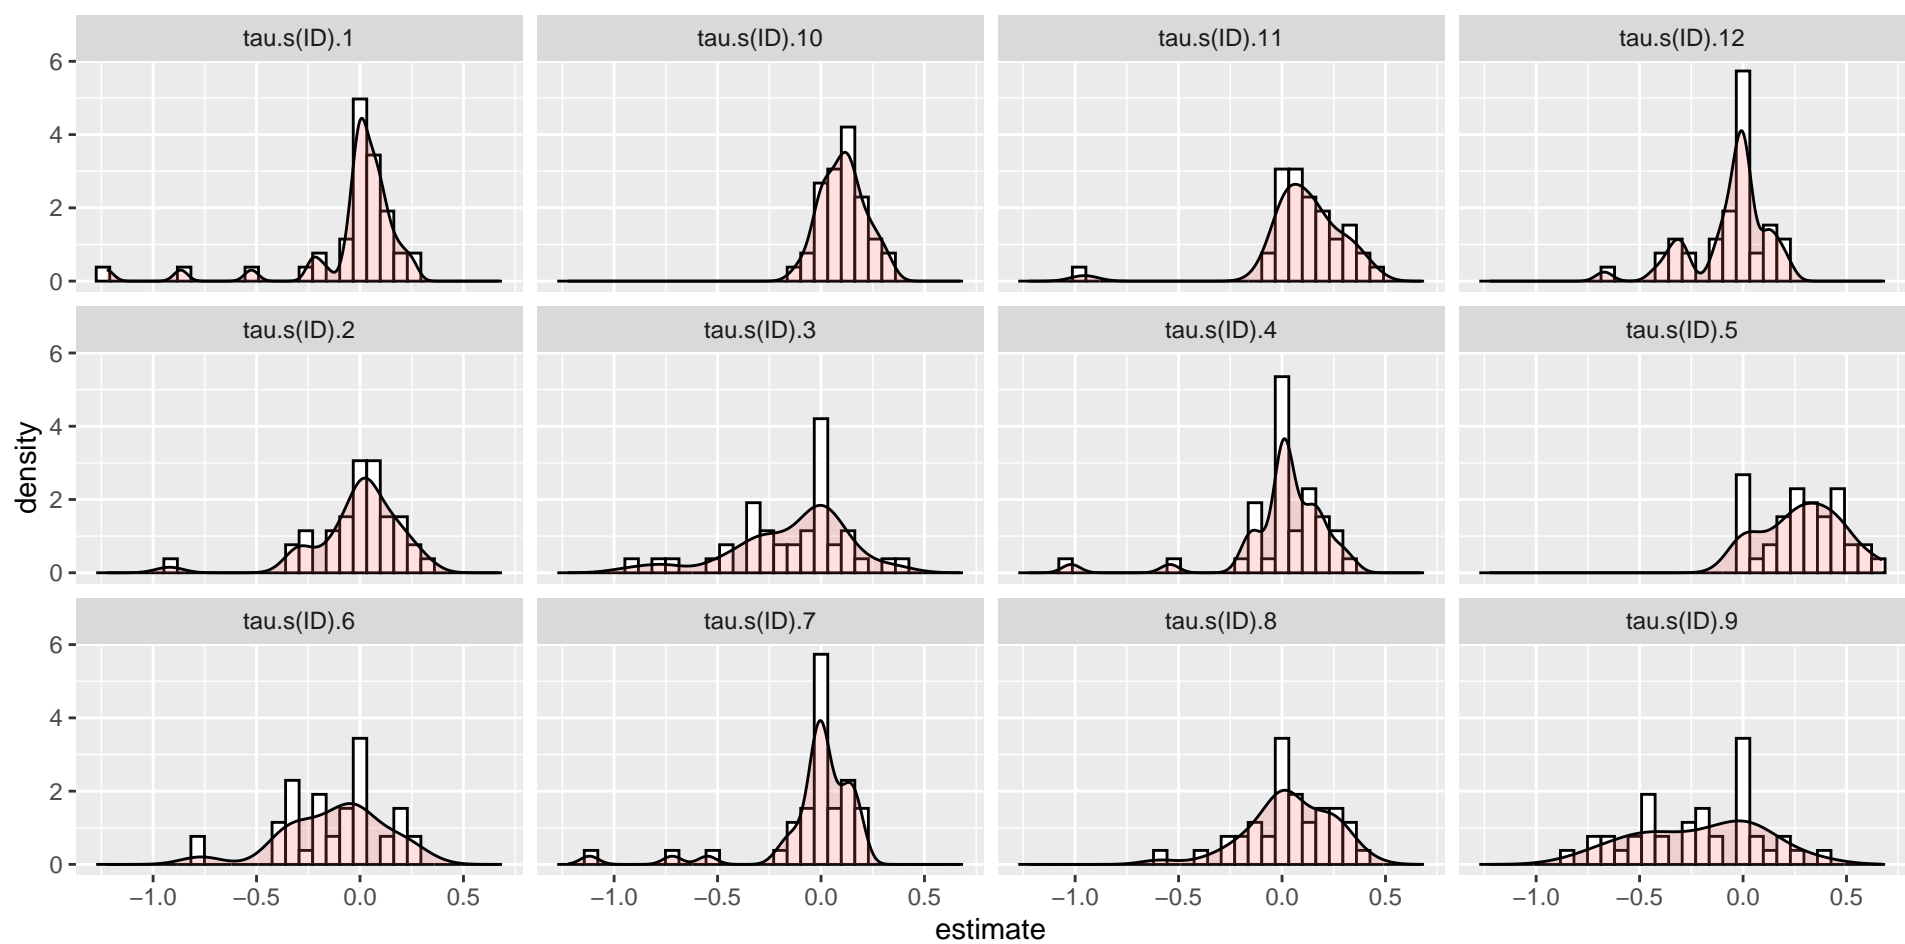 tau.s(ID).1 tau.s(ID).10 tau.s(ID).11 tau.s(ID).12
6
4
2
0
tau.s(ID).2 tau.s(ID).3 tau.s(ID).4 tau.s(ID).5
6
4
2
0
tau.s(ID).6 tau.s(ID).7 tau.s(ID).8 tau.s(ID).9
6
4
2
0
density
−1.0 −0.5 0.0 0.5 −1.0 −0.5 0.0 0.5 −1.0 −0.5 0.0 0.5 −1.0 −0.5 0.0 0.5
estimate